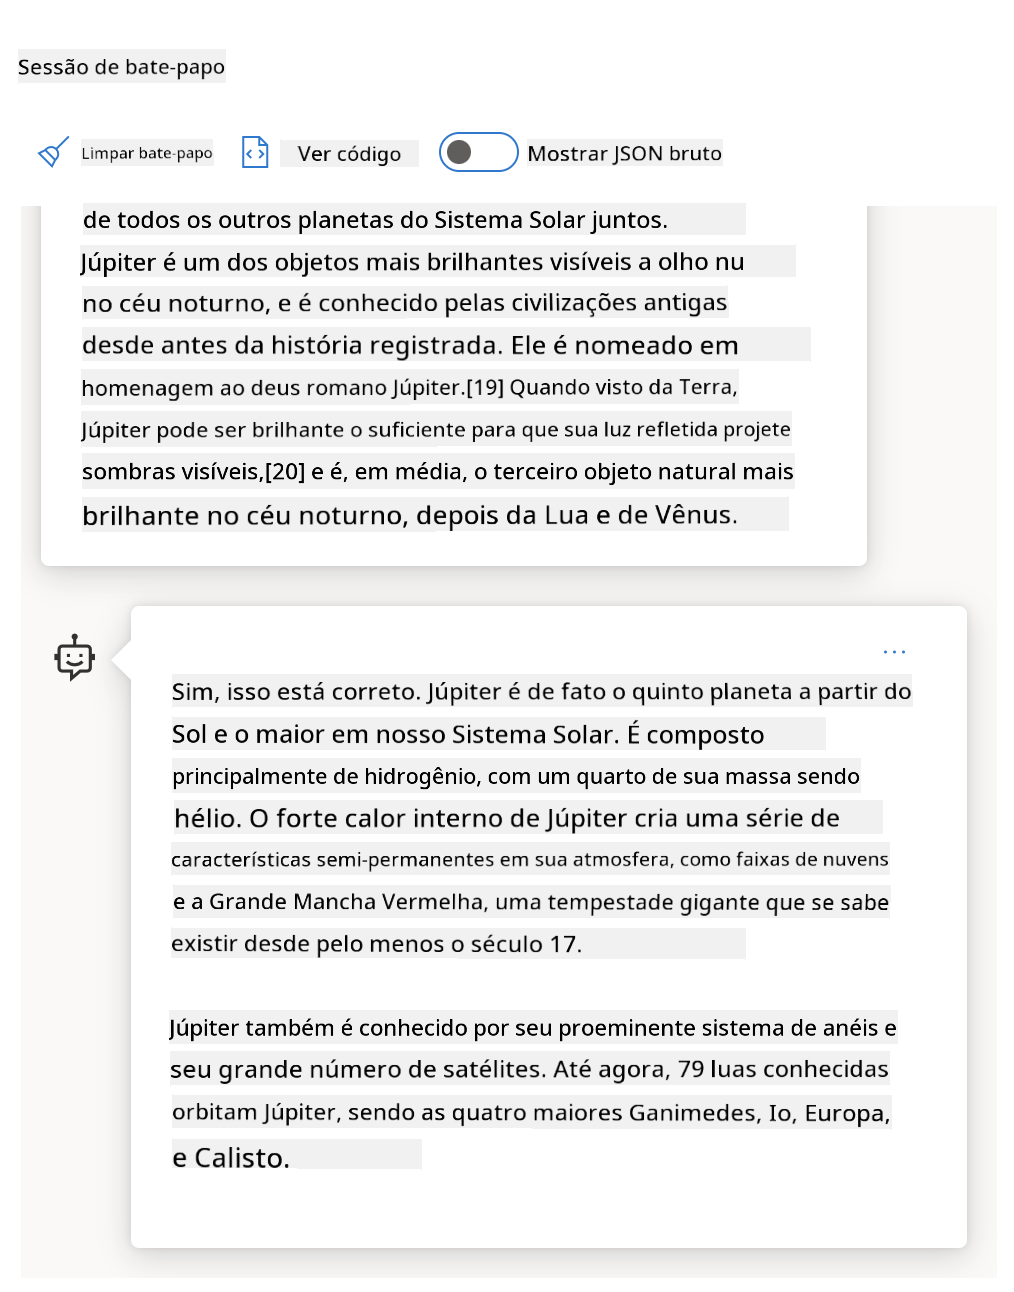 Sessão de bate-papo
Limpar bate-papo
Ver código
Mostrar JSON bruto
de todos os outros planetas do Sistema Solar juntos.
Júpiter é um dos objetos mais brilhantes visíveis a olho nu
no céu noturno, e é conhecido pelas civilizações antigas
desde antes da história registrada. Ele é nomeado em
homenagem ao deus romano Júpiter.[19] Quando visto da Terra,
Júpiter pode ser brilhante o suficiente para que sua luz refletida projete
sombras visíveis,[20] e é, em média, o terceiro objeto natural mais
brilhante no céu noturno, depois da Lua e de Vênus.
Sim, isso está correto. Júpiter é de fato o quinto planeta a partir do
Sol e o maior em nosso Sistema Solar. É composto
principalmente de hidrogênio, com um quarto de sua massa sendo
hélio. O forte calor interno de Júpiter cria uma série de
características semi-permanentes em sua atmosfera, como faixas de nuvens
e a Grande Mancha Vermelha, uma tempestade gigante que se sabe
existir desde pelo menos o século 17.
Júpiter também é conhecido por seu proeminente sistema de anéis e
seu grande número de satélites. Até agora, 79 luas conhecidas
orbitam Júpiter, sendo as quatro maiores Ganimedes, Io, Europa,
e Calisto.